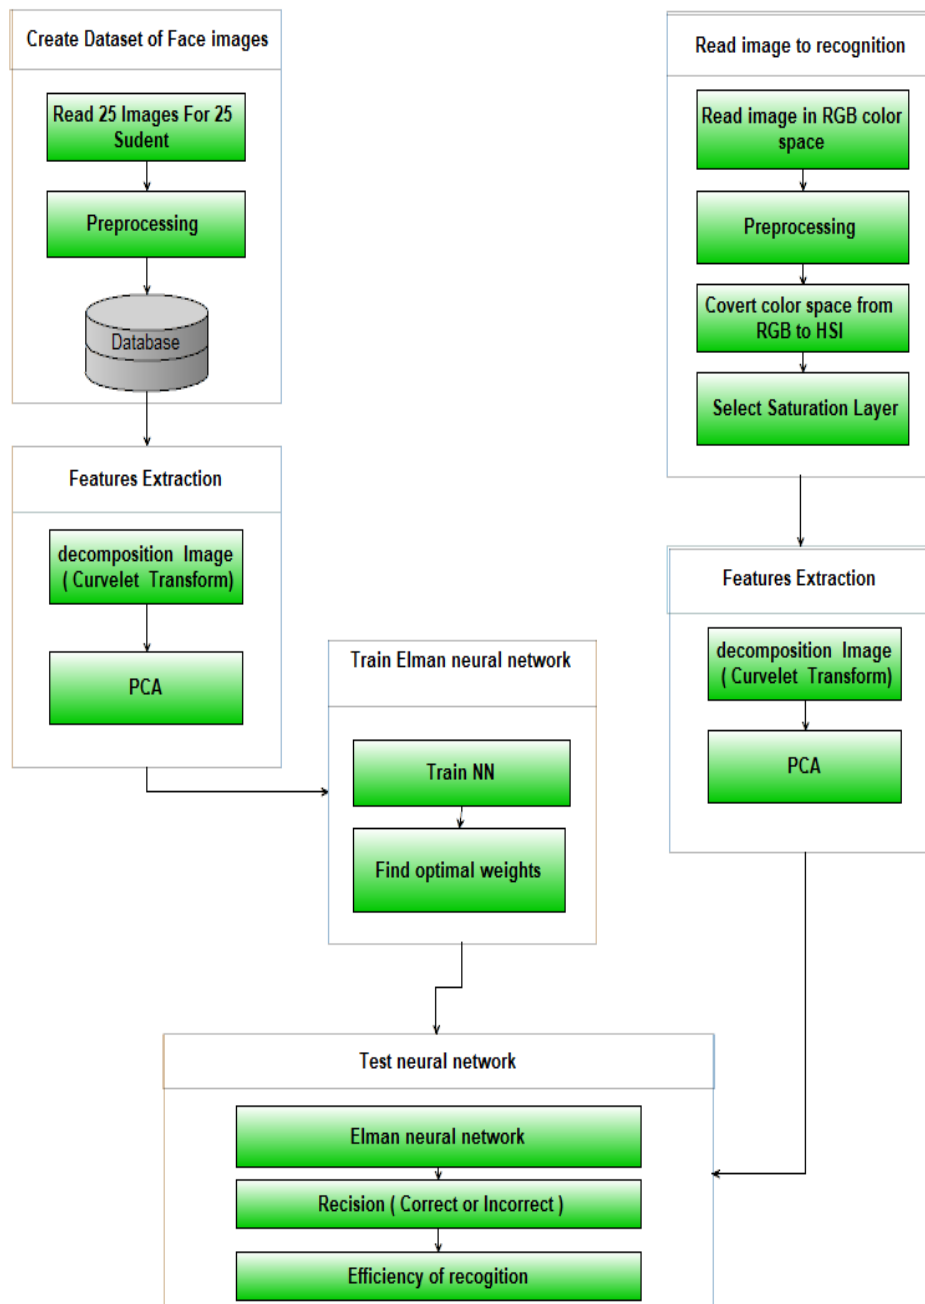 Create Dataset of Face images
Read 25 Images For 25
Sudent
Preprocessing
Database
Features Extraction
decomposition Image
( Curvelet Transform)
PCA
Train Elman neural network
Train NN
Find optimal weights
Read image to recognition
Read image in RGB color
space
Preprocessing
Covert color space from
RGB to HSI
Select Saturation Layer
Features Extraction
decomposition Image
( Curvelet Transform)
PCA
Test neural network
Elman neural network
Recision ( Correct or Incorrect )
Efficiency of recogition